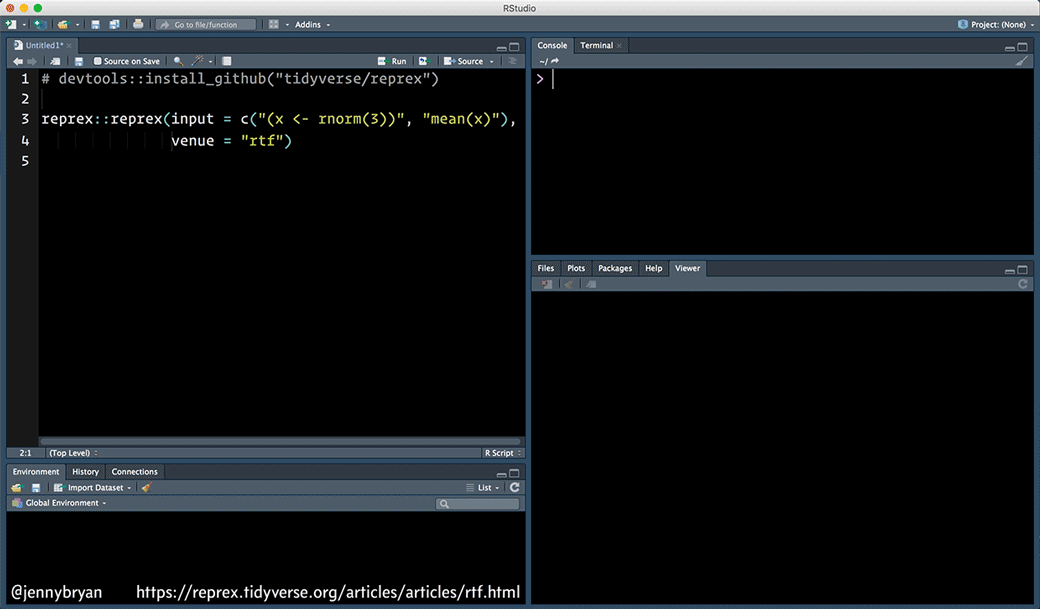 RStudio
Go to file/function
Addins
Project: (None)
Untitled1*
Source on Save
Run
Source
1 # devtools::install_github("tidyverse/reprex")
2
3 reprex::reprex(input = c("(x <- rnorm(3))", "mean(x)"),
4 venue = "rtf")
5
2:1
(Top Level)
R Script
Environment
History
Connections
Import Dataset
List
Global Environment
@jennybryan
https://reprex.tidyverse.org/articles/articles/rtf.html
Console
Terminal
~/
>
Files
Plots
Packages
Help
Viewer